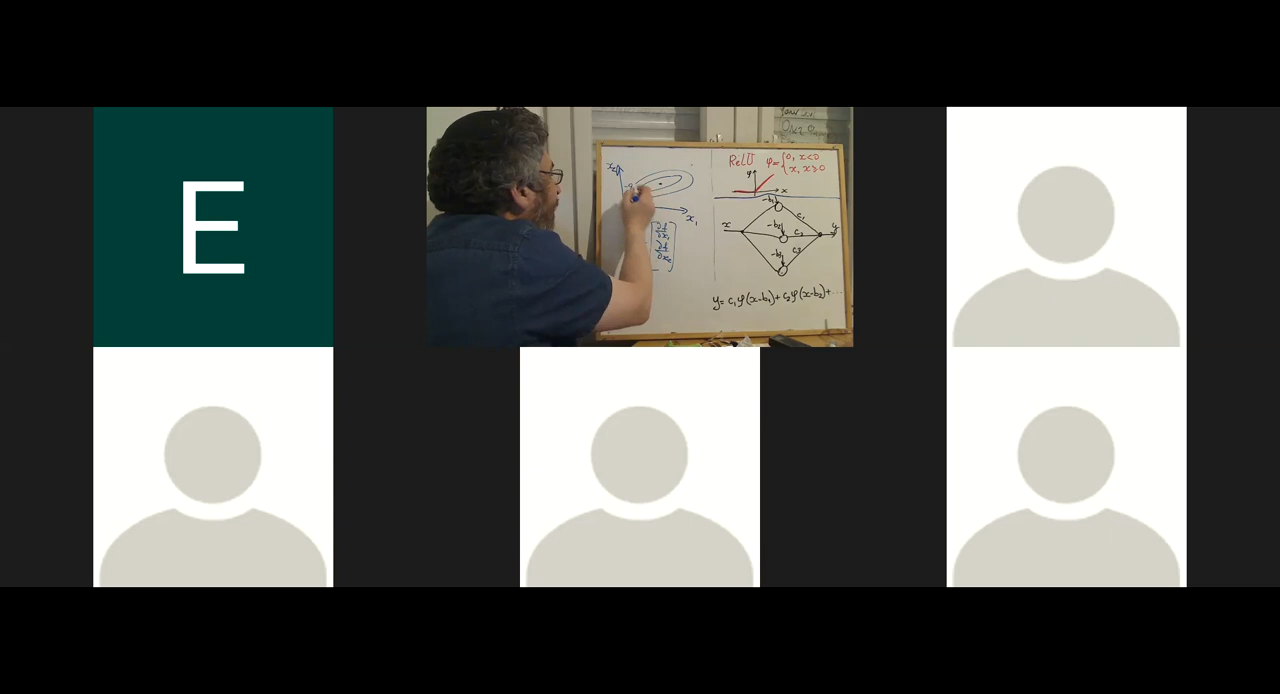 E
ReLU φ= {0, x<0
x, x≥0
φ
x
x₂
x₁
∂f
∂x₁
∂f
∂x₂
x
-b₁
c₁
-b₂
c₂
y
-b₃
c₃
y= c₁φ(x-b₁)+c₂φ(x-b₂)+...